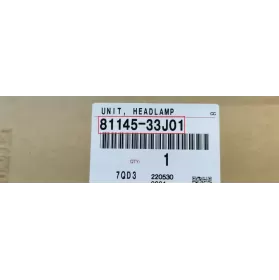 UNIT, HEADLAMP
81145-33J01
QTY:
1
7QD3 220530